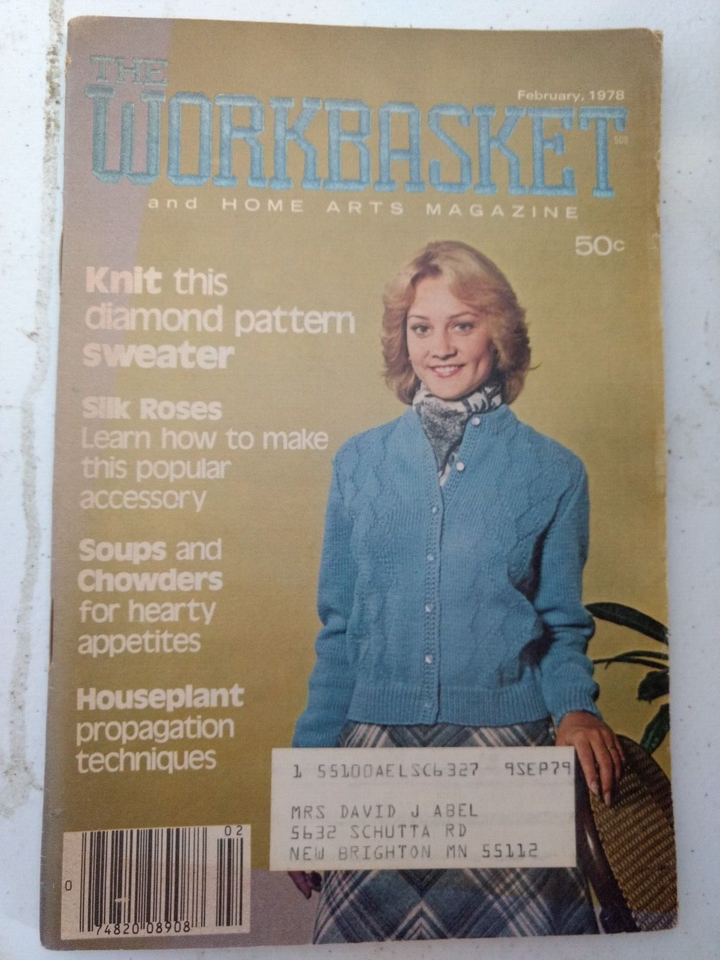 THE
WORKBASKET
February, 1978
and HOME ARTS MAGAZINE
50c
Knit this
diamond pattern
sweater
Silk Roses
Learn how to make
this popular
accessory
Soups and
Chowders
for hearty
appetites
Houseplant
propagation
techniques
1 55100AELSC6327 9SEP79
MRS DAVID J ABEL
5632 SCHUTTA RD
NEW BRIGHTON MN 55112
02
0
74820 08908